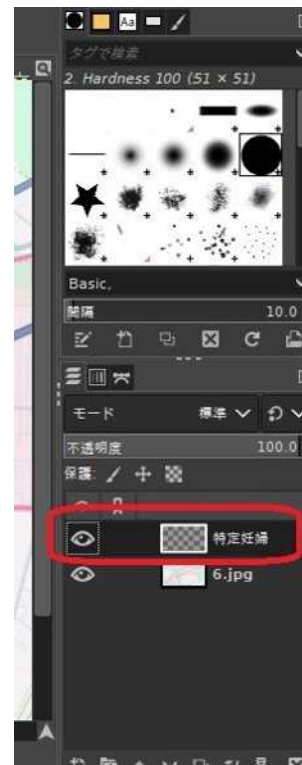 Aa
タグで検索
2. Hardness 100 (51 × 51)
Basic,
間隔 10.0
モード 標準
不透明度 100.0
保護:
特定妊婦
6.jpg